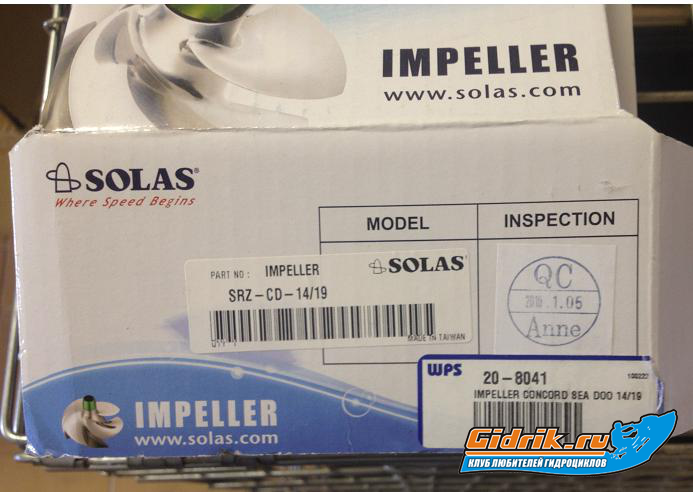 IMPELLER
www.solas.com
SOLAS®
Where Speed Begins
MODEL
INSPECTION
PART NO : IMPELLER
SOLAS®
SRZ-CD-14/19
MADE IN TAIWAN
QC
1.05
Anne
WPS
20-8041
IMPELLER CONCORD SEA DOO 14/19
IMPELLER
www.solas.com
Gidrik.ru
КЛУБ ЛЮБИТЕЛЕЙ ГИДРОЦИКЛОВ